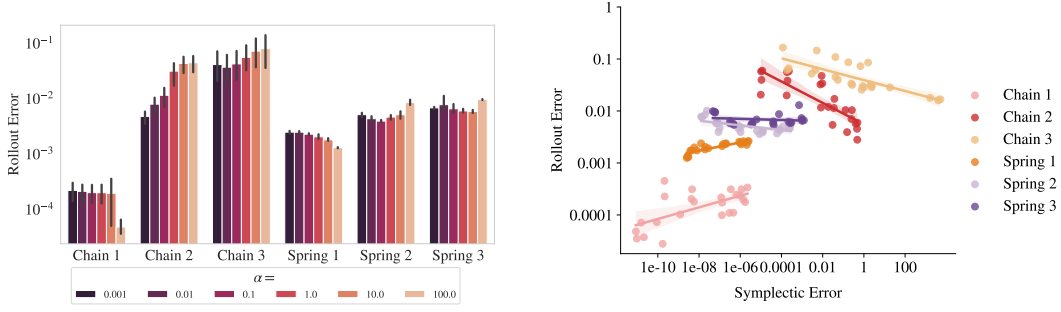 Rollout Error
10⁻¹
10⁻²
10⁻³
10⁻⁴
Chain 1 Chain 2 Chain 3 Spring 1 Spring 2 Spring 3
α =
0.001 0.01 0.1 1.0 10.0 100.0
Rollout Error
1
0.1
0.01
0.001
0.0001
1e-10 1e-08 1e-06 0.0001 0.01 1 100
Symplectic Error
Chain 1
Chain 2
Chain 3
Spring 1
Spring 2
Spring 3